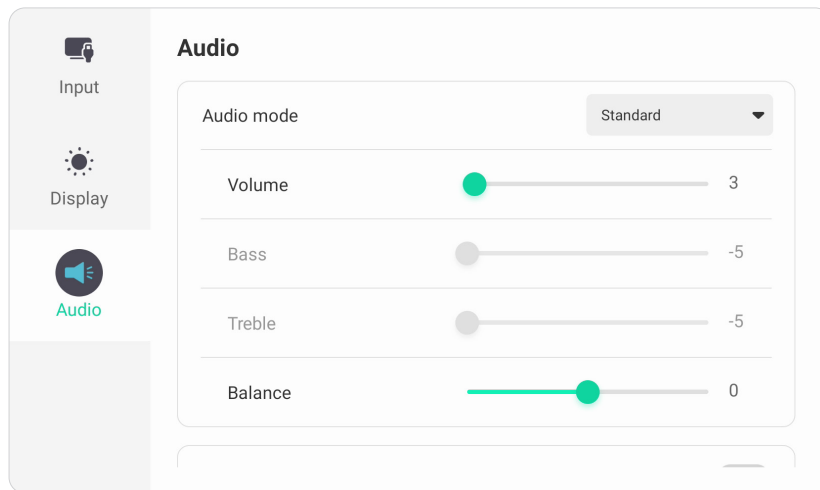 Input
Display
Audio
Audio
Audio mode
Standard
Volume
3
Bass
-5
Treble
-5
Balance
0